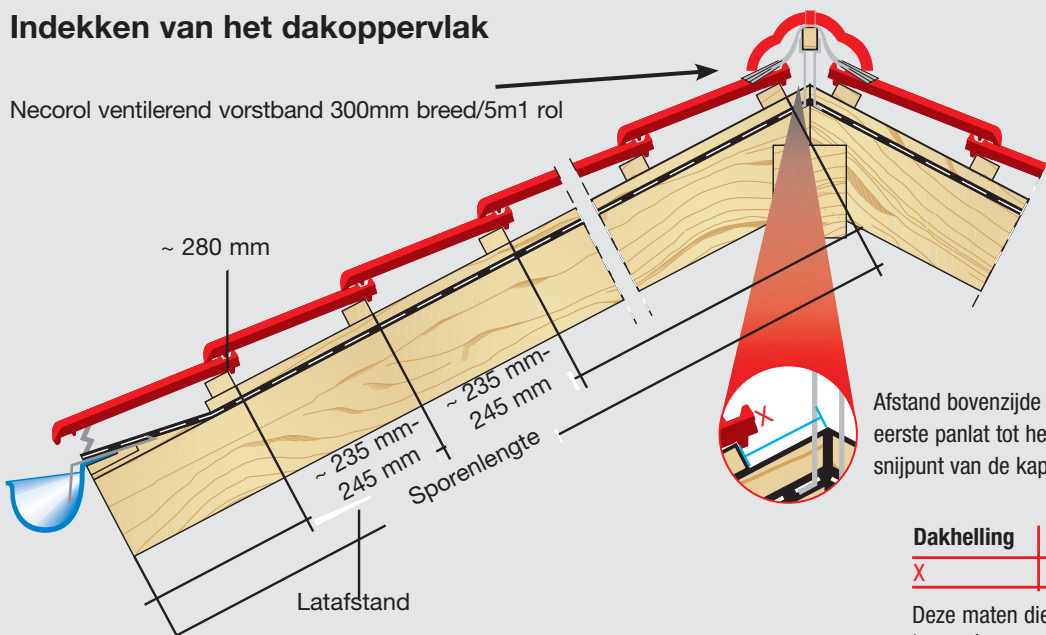 Indekken van het dakoppervlak
Necorol ventilerend vorstband 300mm breed/5m1 rol
~ 280 mm
~ 235 mm-
245 mm
~ 235 mm-
245 mm
Sporenlengte
Latafstand
X
Afstand bovenzijde
eerste panlat tot he
snijpunt van de kap
Dakhelling
X
Deze maten die